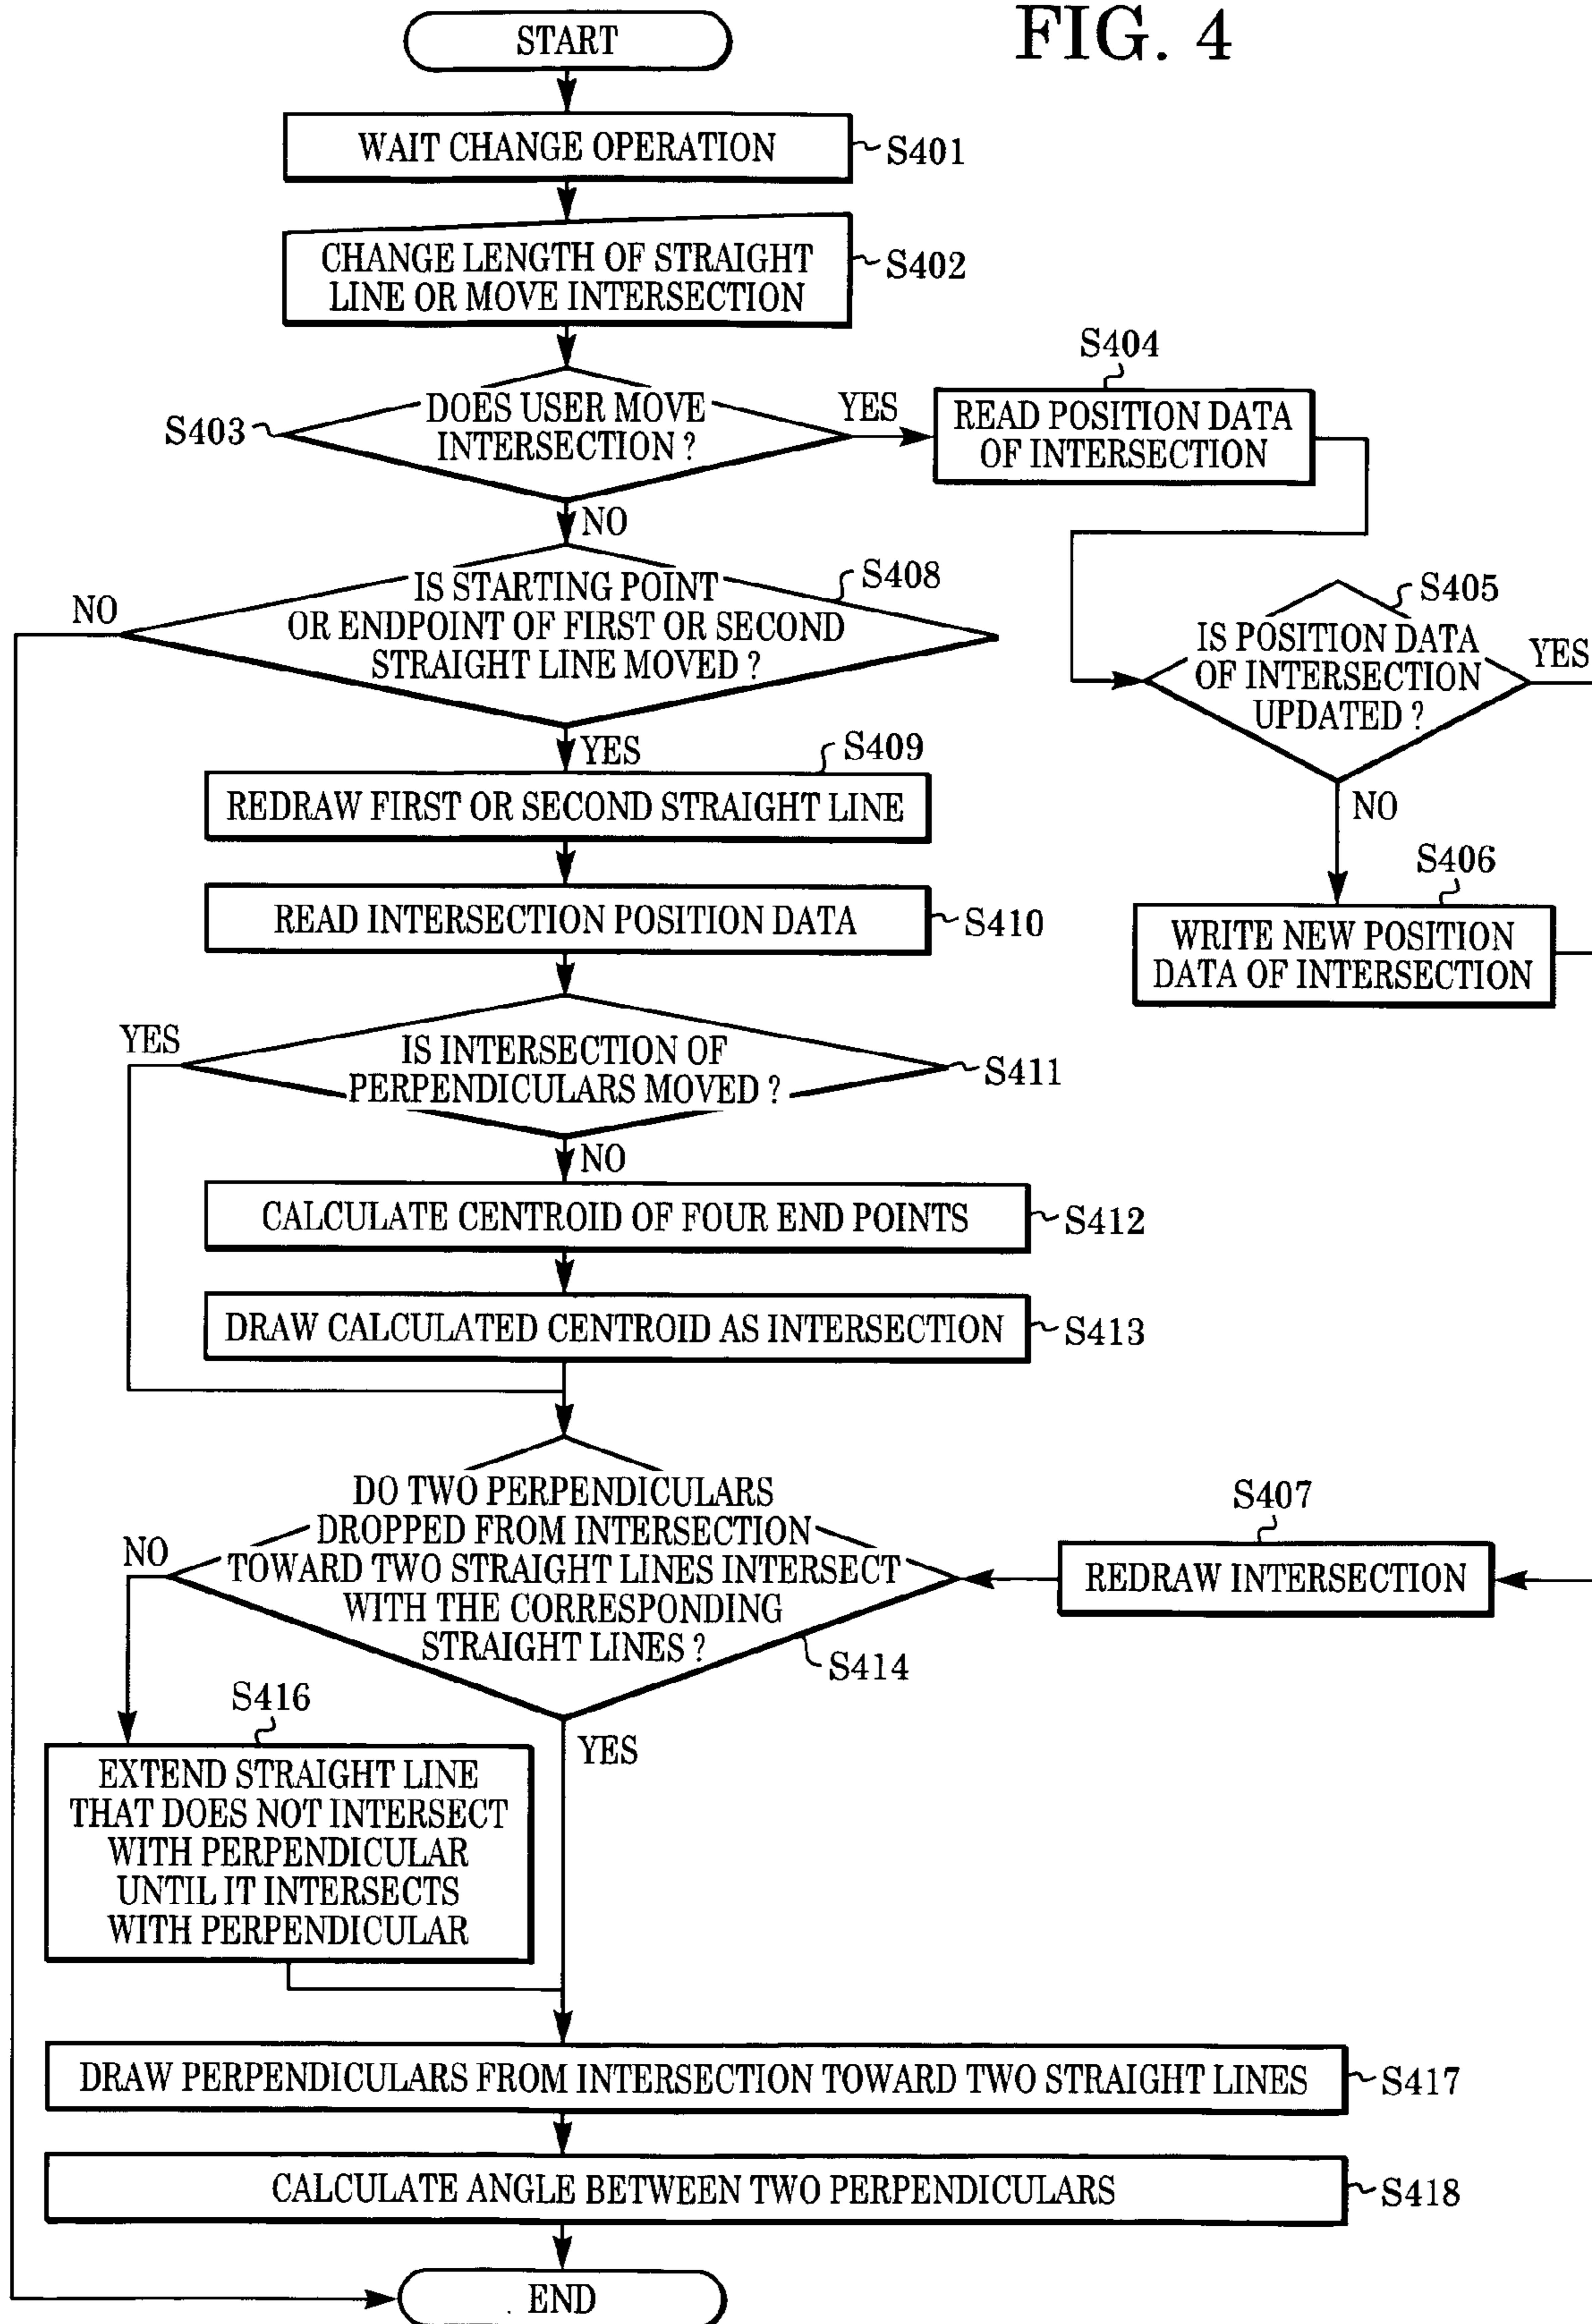 FIG. 4
START
WAIT CHANGE OPERATION
S401
CHANGE LENGTH OF STRAIGHT
LINE OR MOVE INTERSECTION
S402
S403
DOES USER MOVE
INTERSECTION ?
YES
NO
S404
READ POSITION DATA
OF INTERSECTION
S405
IS POSITION DATA
OF INTERSECTION
UPDATED ?
YES
NO
S406
WRITE NEW POSITION
DATA OF INTERSECTION
S408
IS STARTING POINT
OR ENDPOINT OF FIRST OR SECOND
STRAIGHT LINE MOVED ?
NO
YES
S409
REDRAW FIRST OR SECOND STRAIGHT LINE
READ INTERSECTION POSITION DATA
S410
YES
IS INTERSECTION OF
PERPENDICULARS MOVED ?
S411
NO
CALCULATE CENTROID OF FOUR END POINTS
S412
DRAW CALCULATED CENTROID AS INTERSECTION
S413
DO TWO PERPENDICULARS
DROPPED FROM INTERSECTION
TOWARD TWO STRAIGHT LINES INTERSECT
WITH THE CORRESPONDING
STRAIGHT LINES ?
S414
NO
YES
S407
REDRAW INTERSECTION
S416
EXTEND STRAIGHT LINE
THAT DOES NOT INTERSECT
WITH PERPENDICULAR
UNTIL IT INTERSECTS
WITH PERPENDICULAR
DRAW PERPENDICULARS FROM INTERSECTION TOWARD TWO STRAIGHT LINES
S417
CALCULATE ANGLE BETWEEN TWO PERPENDICULARS
S418
END